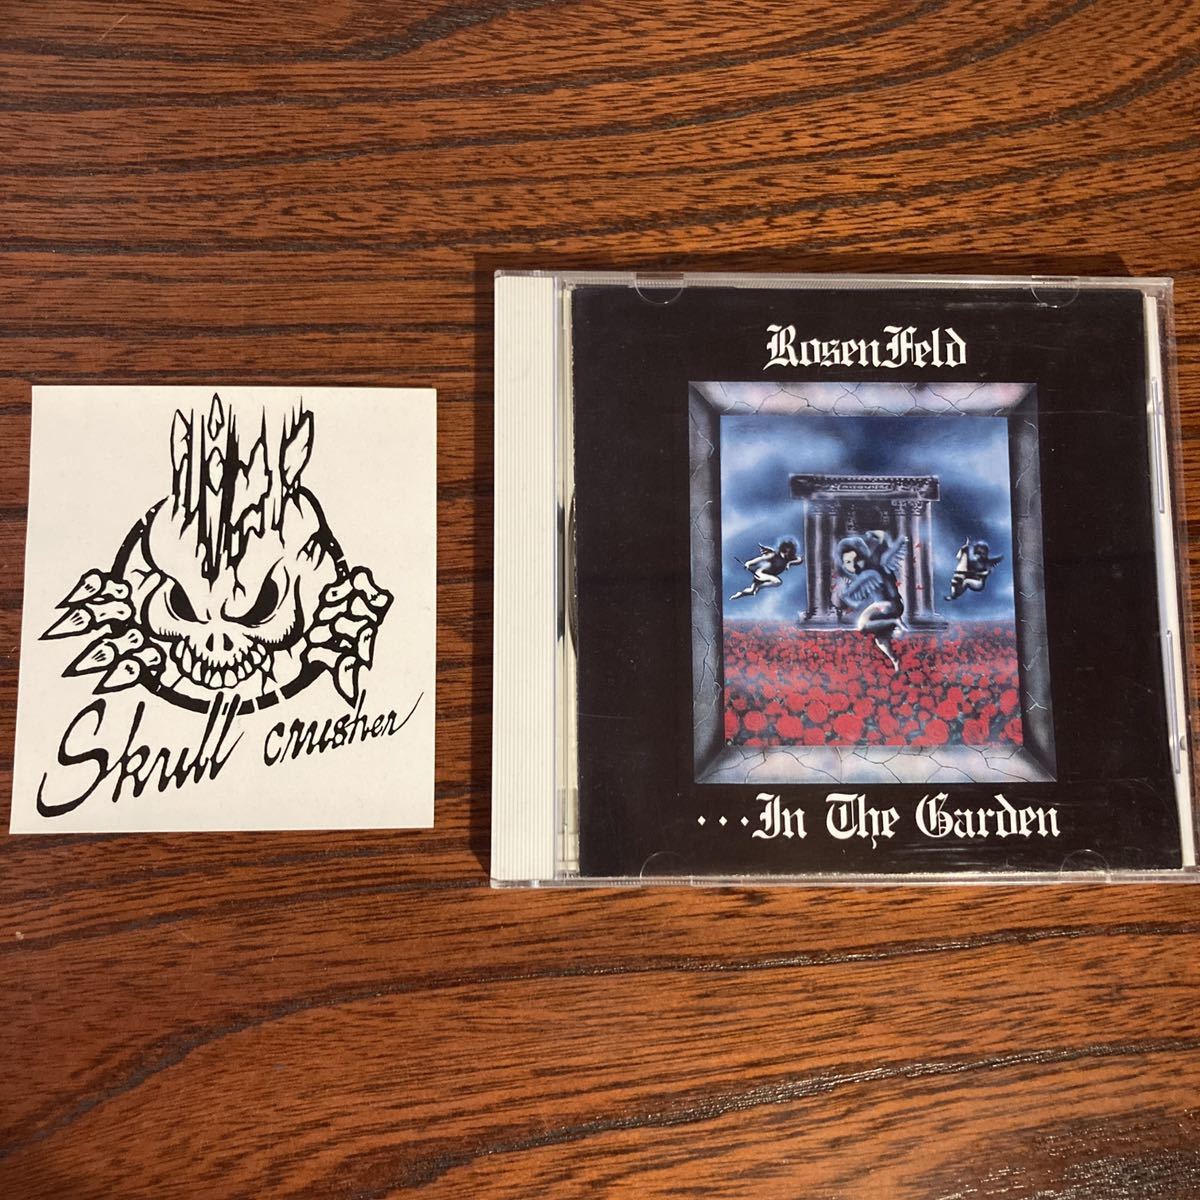 Skull crusher
RosenFeld
...In The Garden